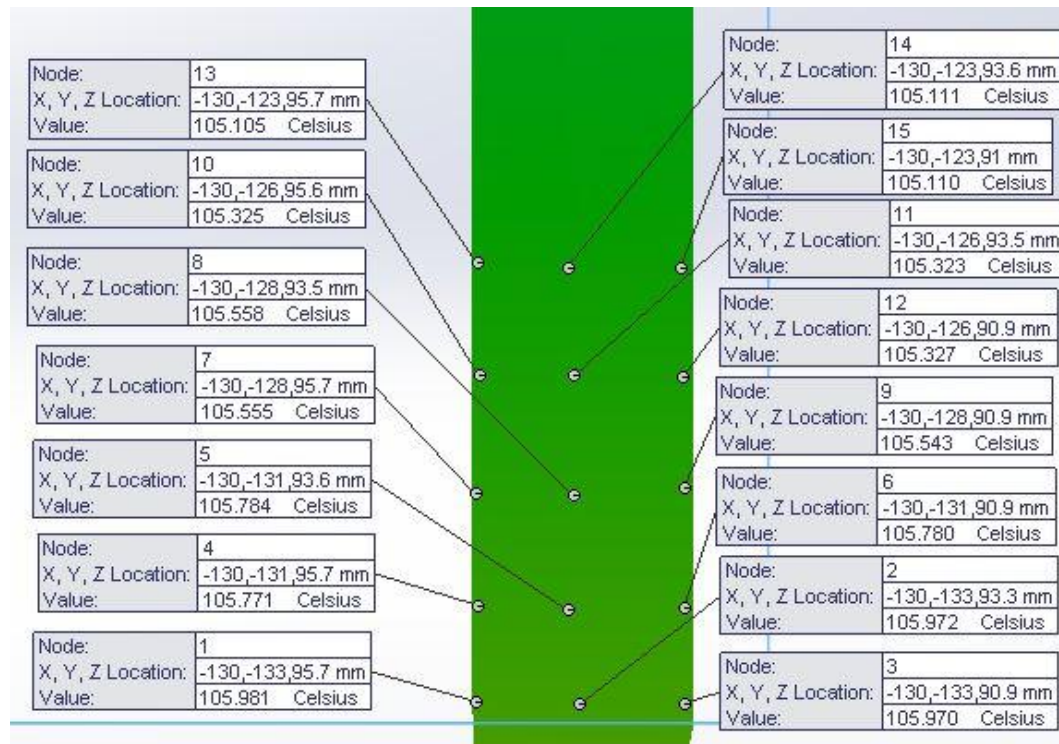 Node: 13
X, Y, Z Location: -130,-123,95.7 mm
Value: 105.105 Celsius
Node: 10
X, Y, Z Location: -130,-126,95.6 mm
Value: 105.325 Celsius
Node: 8
X, Y, Z Location: -130,-128,93.5 mm
Value: 105.558 Celsius
Node: 7
X, Y, Z Location: -130,-128,95.7 mm
Value: 105.555 Celsius
Node: 5
X, Y, Z Location: -130,-131,93.6 mm
Value: 105.784 Celsius
Node: 4
X, Y, Z Location: -130,-131,95.7 mm
Value: 105.771 Celsius
Node: 1
X, Y, Z Location: -130,-133,95.7 mm
Value: 105.981 Celsius
Node: 14
X, Y, Z Location: -130,-123,93.6 mm
Value: 105.111 Celsius
Node: 15
X, Y, Z Location: -130,-123,91 mm
Value: 105.110 Celsius
Node: 11
X, Y, Z Location: -130,-126,93.5 mm
Value: 105.323 Celsius
Node: 12
X, Y, Z Location: -130,-126,90.9 mm
Value: 105.327 Celsius
Node: 9
X, Y, Z Location: -130,-128,90.9 mm
Value: 105.543 Celsius
Node: 6
X, Y, Z Location: -130,-131,90.9 mm
Value: 105.780 Celsius
Node: 2
X, Y, Z Location: -130,-133,93.3 mm
Value: 105.972 Celsius
Node: 3
X, Y, Z Location: -130,-133,90.9 mm
Value: 105.970 Celsius